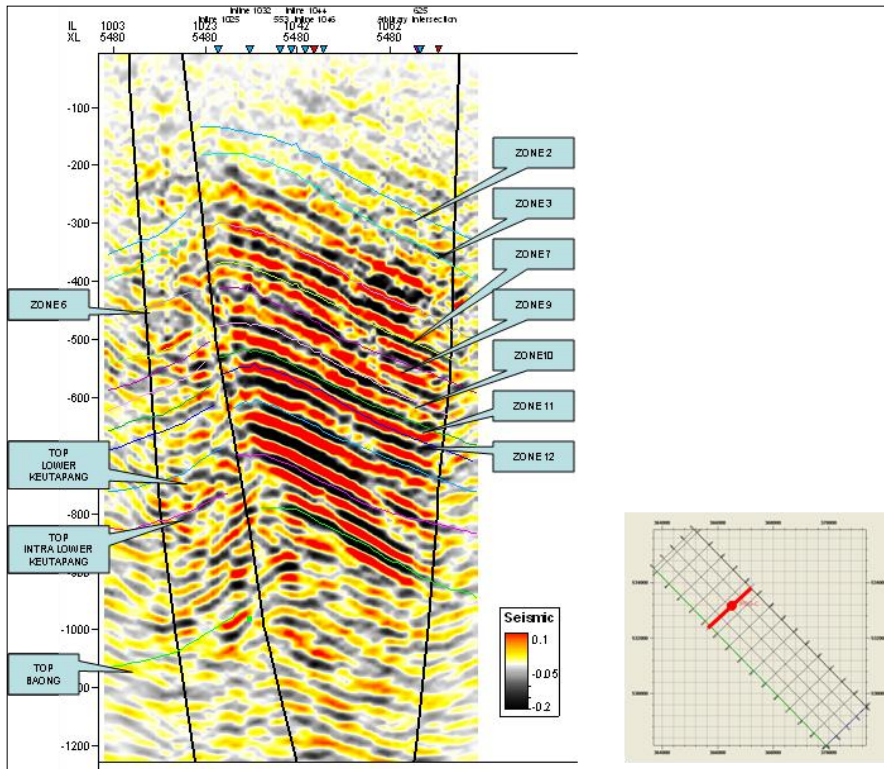 Inline 1032 Inline 1044 625
Inline 1025 553 Inline 1046 Arbitrary Intersection
IL 1003 1023 1042 1062
XL 5480 5480 5480 5480
-100
-200
-300
-400
-500
-600
-800
-1000
-1200
ZONE 2
ZONE 3
ZONE 7
ZONE 9
ZONE 10
ZONE 11
ZONE 12
ZONE 6
TOP
LOWER
KEUTAPANG
TOP
INTRA LOWER
KEUTAPANG
TOP
BAONG
Seismic
0.1
-0.05
-0.2